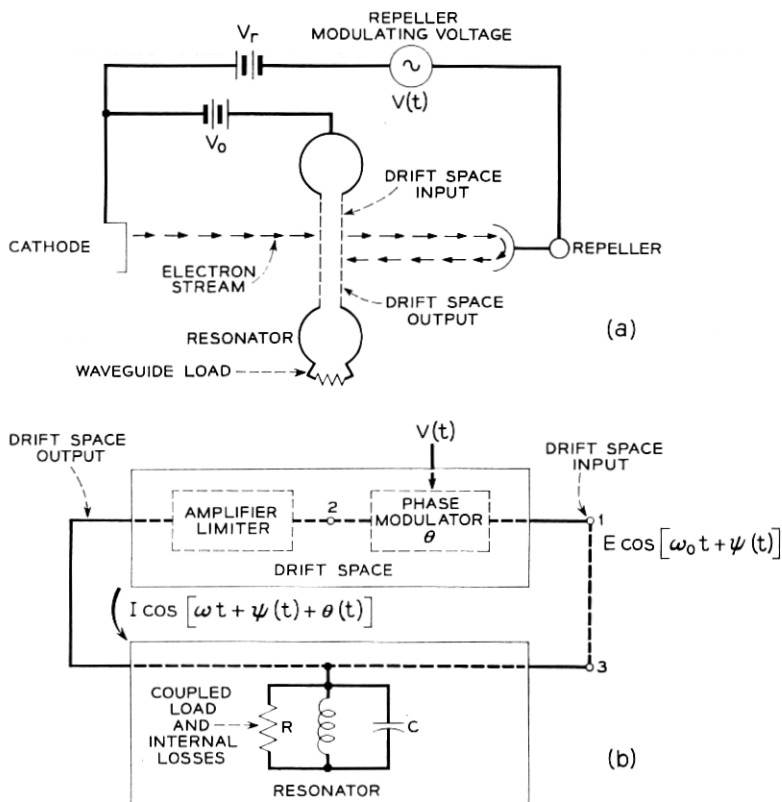 REPELLER
MODULATING VOLTAGE
V_r
V(t)
V_o
DRIFT SPACE
INPUT
CATHODE
ELECTRON
STREAM
REPELLER
DRIFT SPACE
OUTPUT
RESONATOR
(a)
WAVEGUIDE LOAD
V(t)
DRIFT SPACE
OUTPUT
DRIFT SPACE
INPUT
AMPLIFIER
LIMITER
2
PHASE
MODULATOR
θ
1
E cos [ω₀t + ψ(t)]
DRIFT SPACE
I cos [ωt + ψ(t) + θ(t)]
3
COUPLED
LOAD
AND
INTERNAL
LOSSES
R
C
RESONATOR
(b)